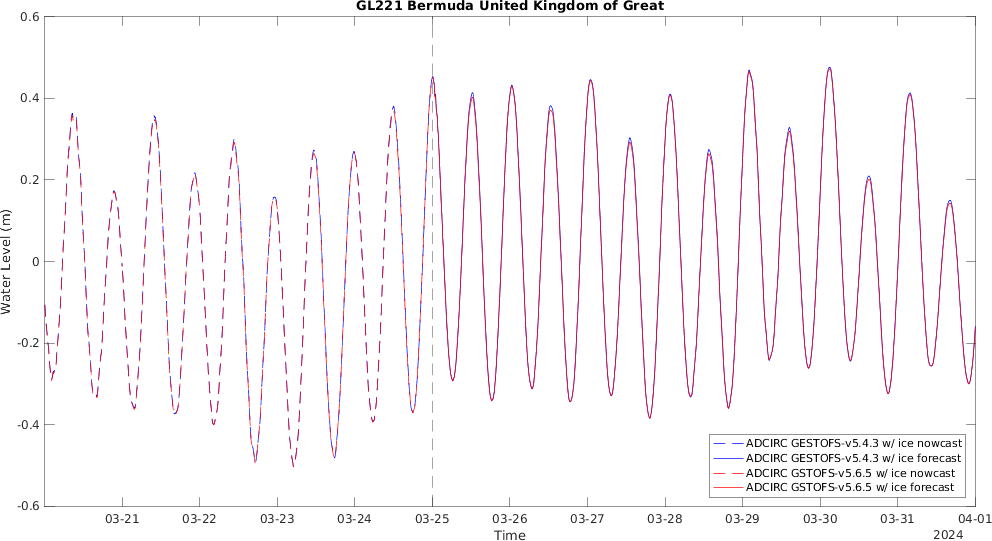 GL221 Bermuda United Kingdom of Great
0.6
0.4
0.2
0
-0.2
-0.4
-0.6
Water Level (m)
ADCIRC GESTOFS-v5.4.3 w/ ice nowcast
ADCIRC GESTOFS-v5.4.3 w/ ice forecast
ADCIRC GSTOFS-v5.6.5 w/ ice nowcast
ADCIRC GSTOFS-v5.6.5 w/ ice forecast
03-21 03-22 03-23 03-24 03-25 03-26 03-27 03-28 03-29 03-30 03-31 04-01
Time
2024